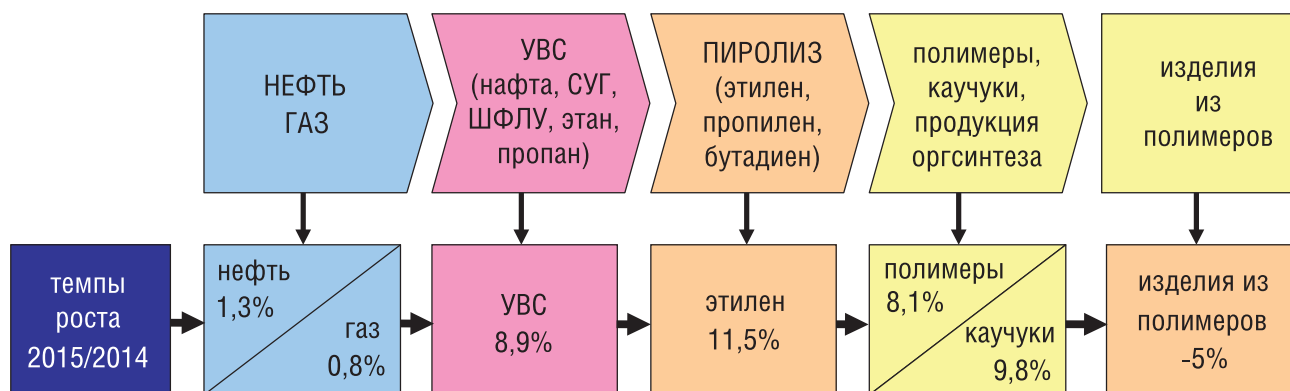 НЕФТЬ
ГАЗ
УВС
(нафта, СУГ,
ШФЛУ, этан,
пропан)
ПИРОЛИЗ
(этилен,
пропилен,
бутадиен)
полимеры,
каучуки,
продукция
оргсинтеза
изделия
из
полимеров
темпы
роста
2015/2014
нефть
1,3%
газ
0,8%
УВС
8,9%
этилен
11,5%
полимеры
8,1%
каучуки
9,8%
изделия из
полимеров
-5%